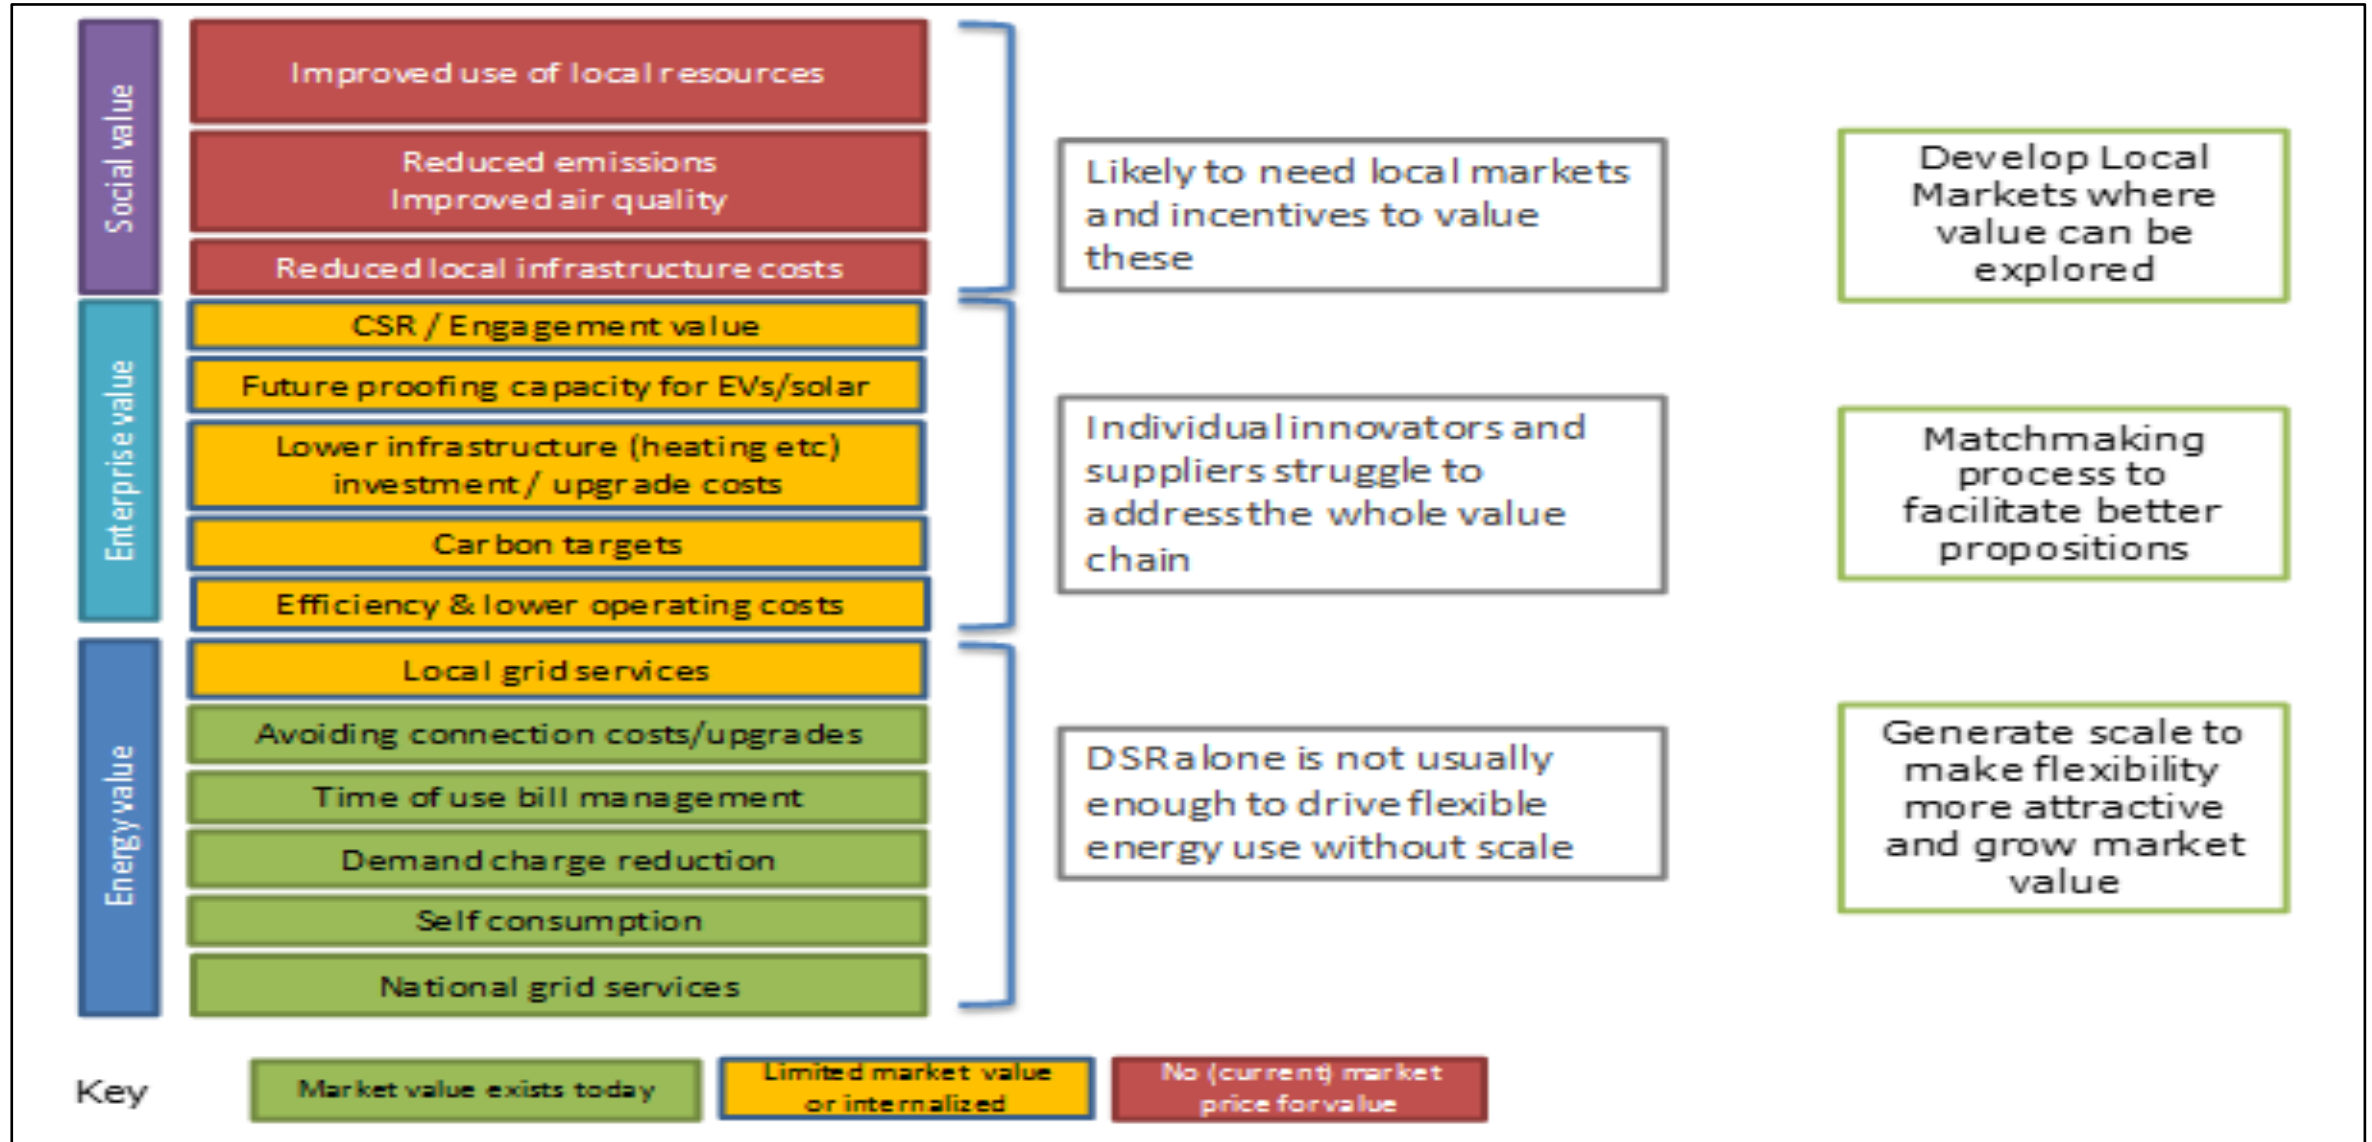 Social value
Improved use of local resources
Reduced emissions
Improved air quality
Reduced local infrastructure costs
Likely to need local markets
and incentives to value
these
Develop Local
Markets where
value can be
explored
Enterprise value
CSR / Engagement value
Future proofing capacity for EVs/solar
Lower infrastructure (heating etc)
investment / upgrade costs
Carbon targets
Efficiency & lower operating costs
Individual innovators and
suppliers struggle to
address the whole value
chain
Matchmaking
process to
facilitate better
propositions
Energy value
Local grid services
Avoiding connection costs/upgrades
Time of use bill management
Demand charge reduction
Self consumption
National grid services
DSR alone is not usually
enough to drive flexible
energy use without scale
Generate scale to
make flexibility
more attractive
and grow market
value
Key
Market value exists today
Limited market value
or internalized
No (current) market
price for value